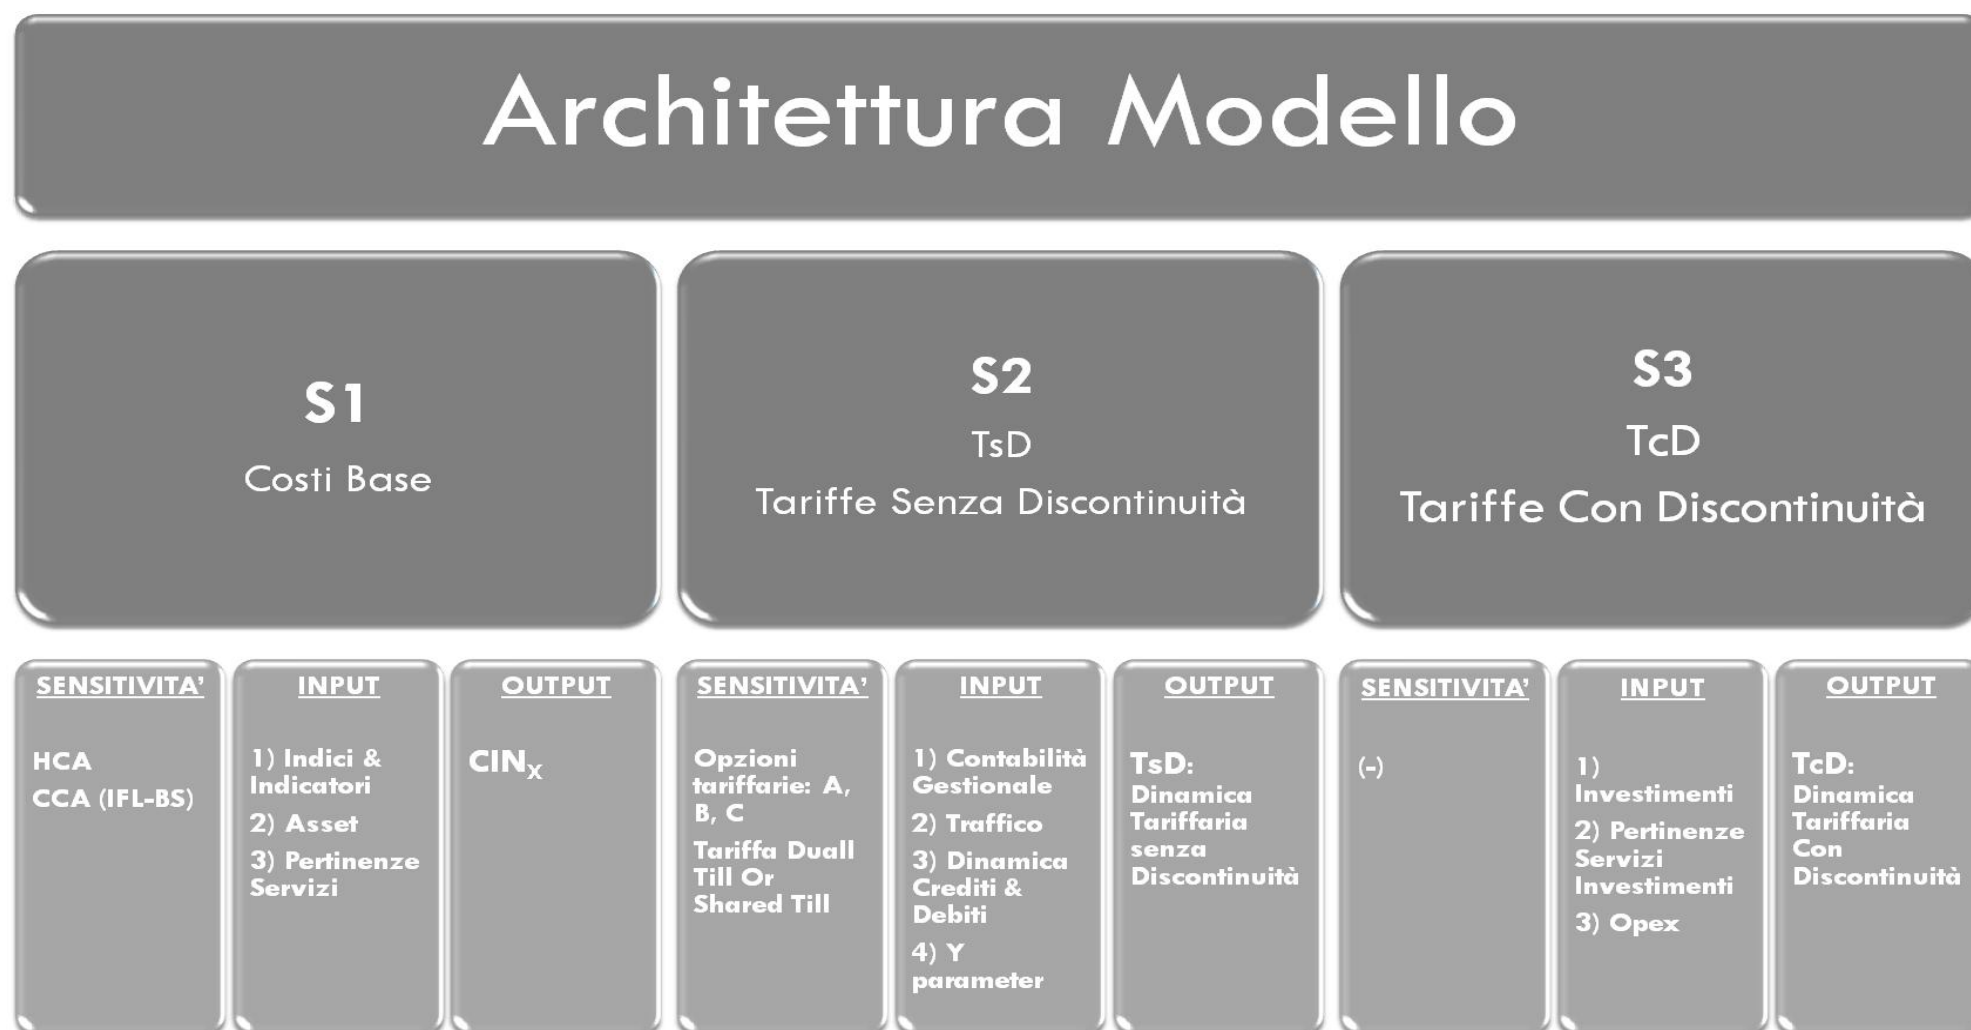 Architettura Modello
S1
Costi Base
S2
TsD
Tariffe Senza Discontinuità
S3
TcD
Tariffe Con Discontinuità
SENSITIVITA'
HCA
CCA (IFL-BS)
INPUT
1) Indici &
Indicatori
2) Asset
3) Pertinenze
Servizi
OUTPUT
CINX
SENSITIVITA'
Opzioni
tariffarie: A,
B, C
Tariffa Duall
Till Or
Shared Till
INPUT
1) Contabilità
Gestionale
2) Traffico
3) Dinamica
Crediti &
Debiti
4) Y
parameter
OUTPUT
TsD:
Dinamica
Tariffaria
senza
Discontinuità
SENSITIVITA'
(-)
INPUT
1)
Investimenti
2) Pertinenze
Servizi
Investimenti
3) Opex
OUTPUT
TcD:
Dinamica
Tariffaria
Con
Discontinuità